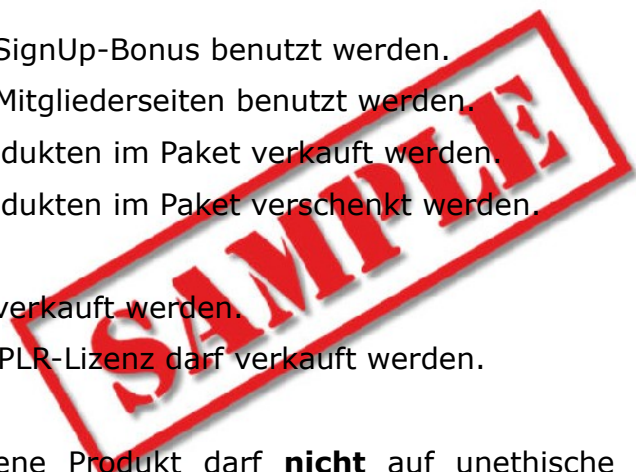 SignUp-Bonus benutzt werden.
Mitgliederseiten benutzt werden.
dukten im Paket verkauft werden.
dukten im Paket verschenkt werden.
verkauft werden.
PLR-Lizenz darf verkauft werden.
ene Produkt darf nicht auf unethische
SAMPLE